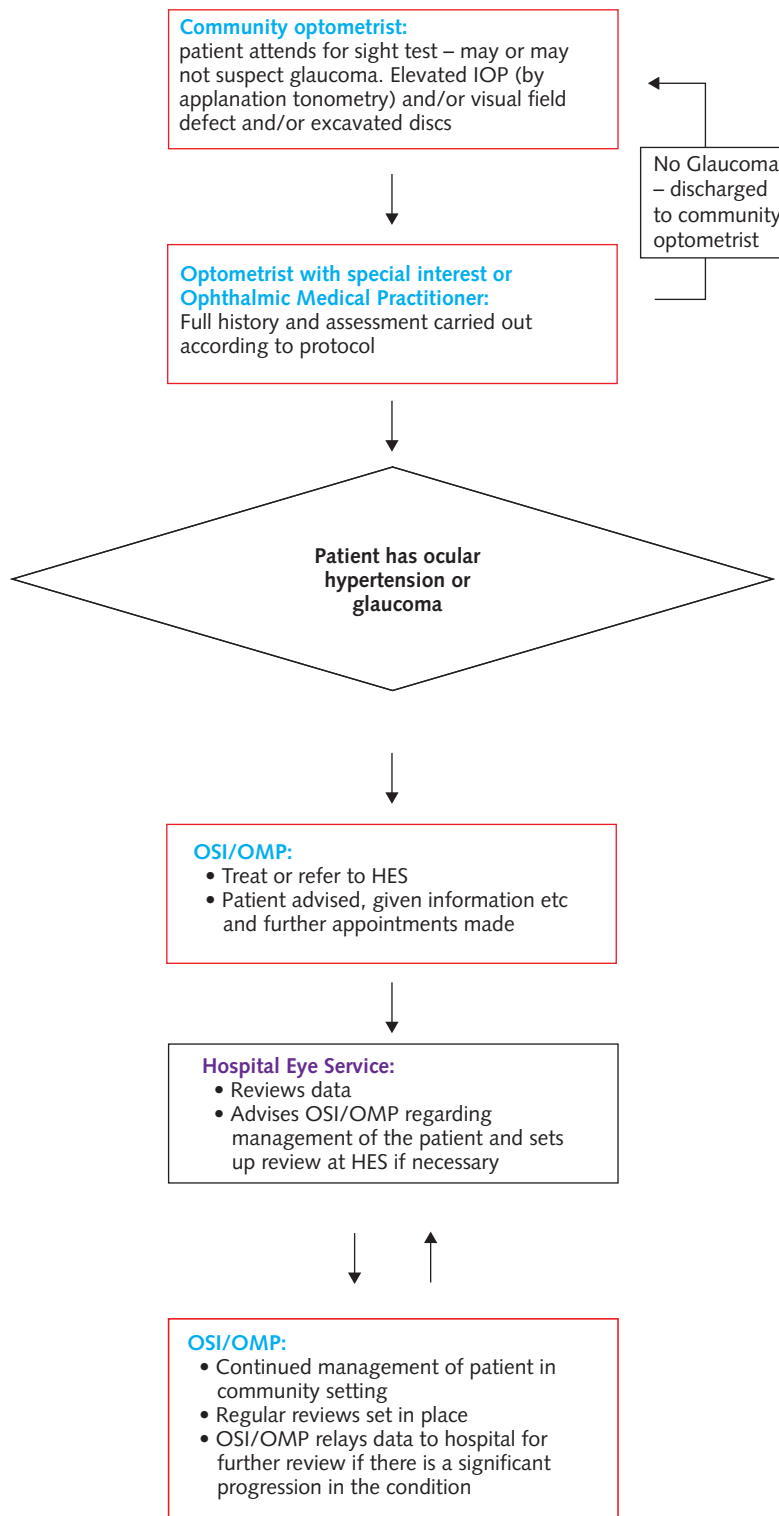 Community optometrist:
patient attends for sight test – may or may
not suspect glaucoma. Elevated IOP (by
applanation tonometry) and/or visual field
defect and/or excavated discs
No Glaucoma
– discharged
to community
optometrist
Optometrist with special interest or
Ophthalmic Medical Practitioner:
Full history and assessment carried out
according to protocol
Patient has ocular
hypertension or
glaucoma
OSI/OMP:
• Treat or refer to HES
• Patient advised, given information etc
and further appointments made
Hospital Eye Service:
• Reviews data
• Advises OSI/OMP regarding
management of the patient and sets
up review at HES if necessary
OSI/OMP:
• Continued management of patient in
community setting
• Regular reviews set in place
• OSI/OMP relays data to hospital for
further review if there is a significant
progression in the condition